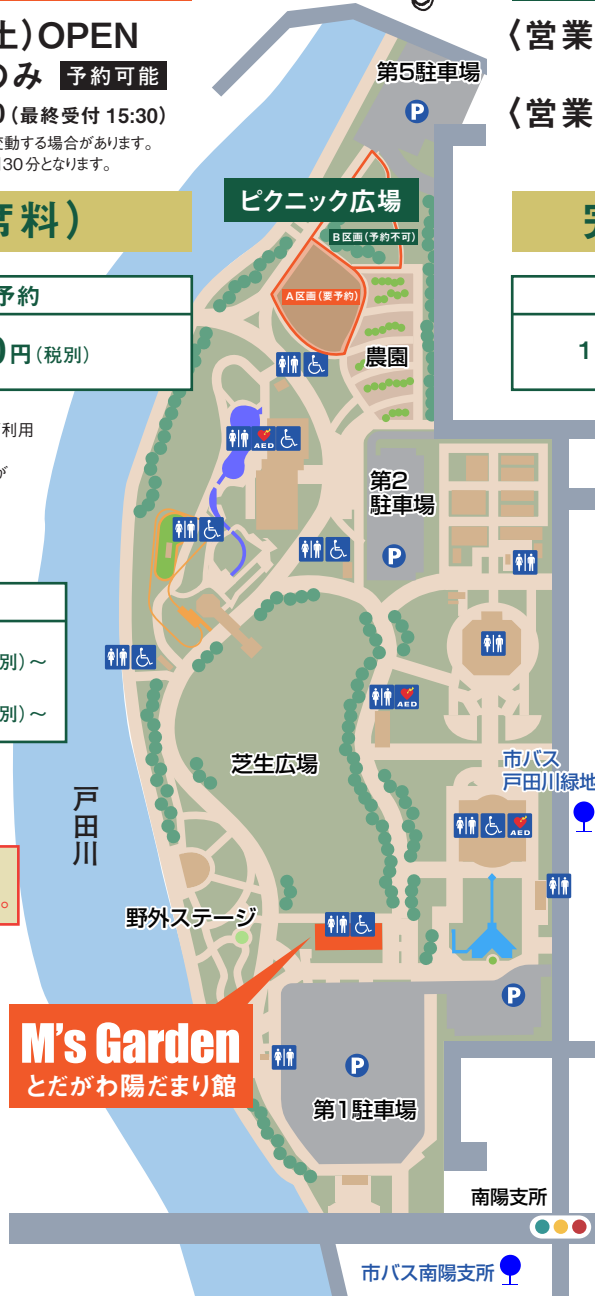 土)OPEN
のみ 予約可能
0(最終受付 15:30)
変動する場合があります。
30分となります。
席料)
予約
0円(税別)
利用
が
別)〜
別)〜
。
〈営業
〈営業
1
第5駐車場
P
ピクニック広場
B区画(予約不可)
A区画(要予約)
農園
AED
第2
駐車場
P
AED
芝生広場
市バス
戸田川緑地
戸田川
AED
野外ステージ
P
M's Garden
とだがわ陽だまり館
P
第1駐車場
南陽支所
市バス南陽支所